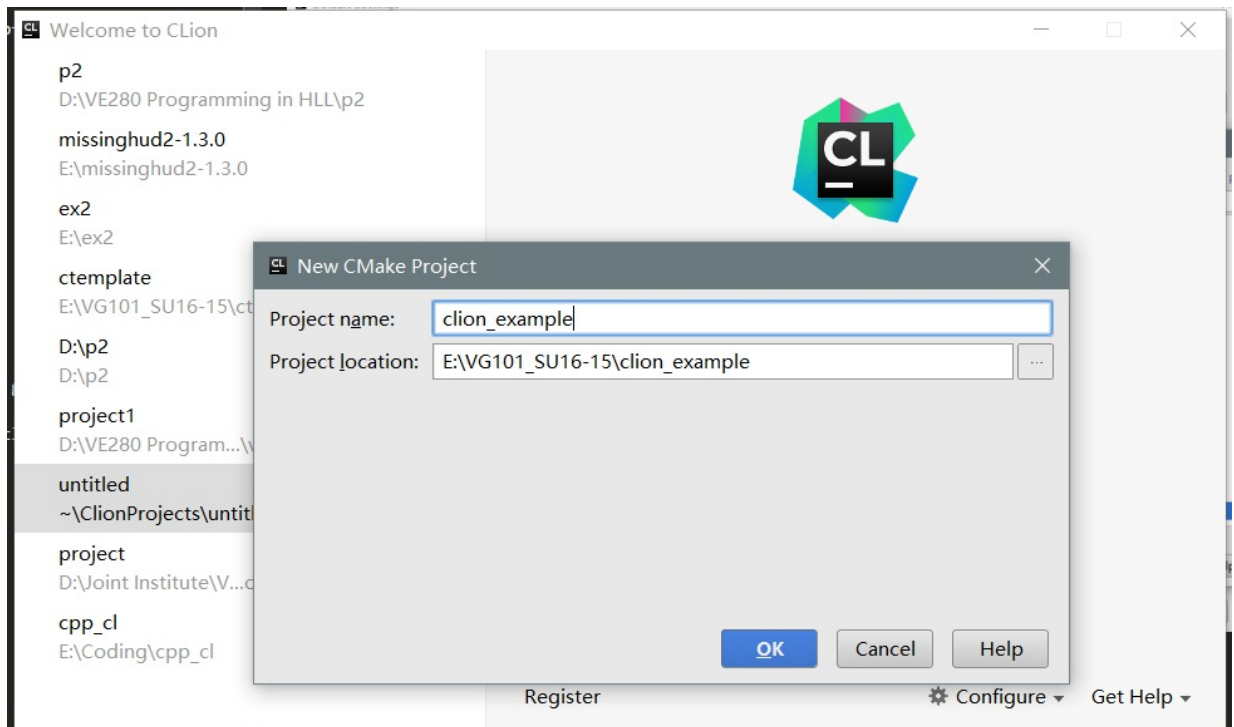 Welcome to CLion
p2
D:\VE280 Programming in HLL\p2
missinghud2-1.3.0
E:\missinghud2-1.3.0
ex2
E:\ex2
ctemplate
E:\VG101_SU16-15\ct
D:\p2
D:\p2
project1
D:\VE280 Program...\v
untitled
~\ClionProjects\untitl
project
D:\Joint Institute\V...c
cpp_cl
E:\Coding\cpp_cl
CL
New CMake Project
Project name: clion_example
Project location: E:\VG101_SU16-15\clion_example
...
OK Cancel Help
Register Configure Get Help